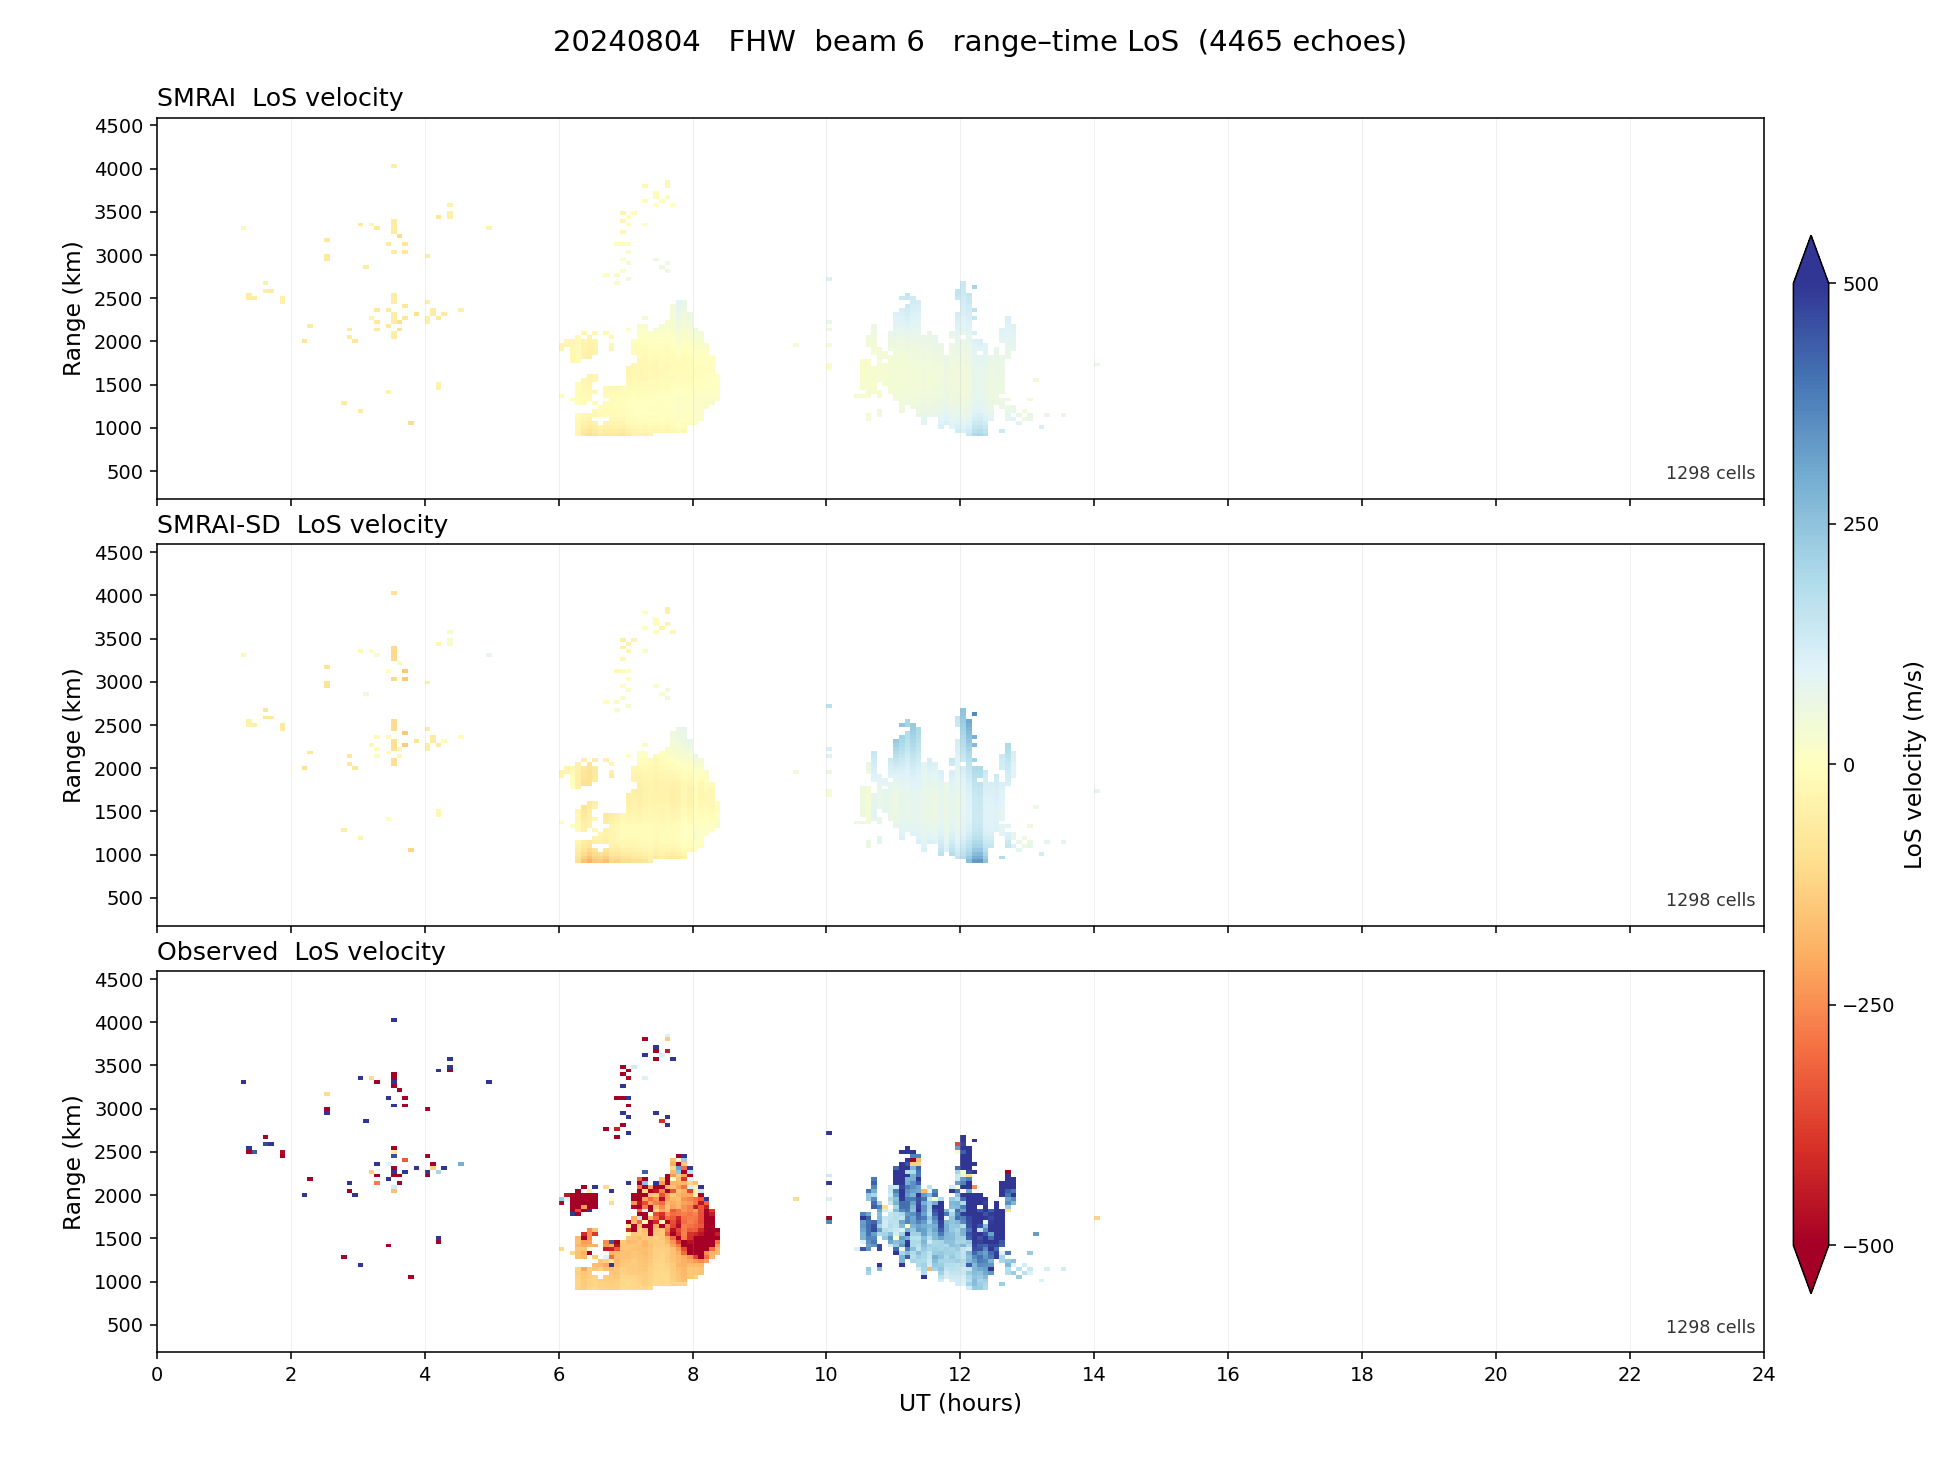 20240804   FHW  beam 6   range–time LoS  (4465 echoes)
SMRAI  LoS velocity
4500
4000
3500
3000
2500
2000
1500
1000
500
Range (km)
1298 cells
SMRAI-SD  LoS velocity
4500
4000
3500
3000
2500
2000
1500
1000
500
Range (km)
1298 cells
Observed  LoS velocity
4500
4000
3500
3000
2500
2000
1500
1000
500
Range (km)
1298 cells
0 2 4 6 8 10 12 14 16 18 20 22 24
UT (hours)
500
250
0
−250
−500
LoS velocity (m/s)